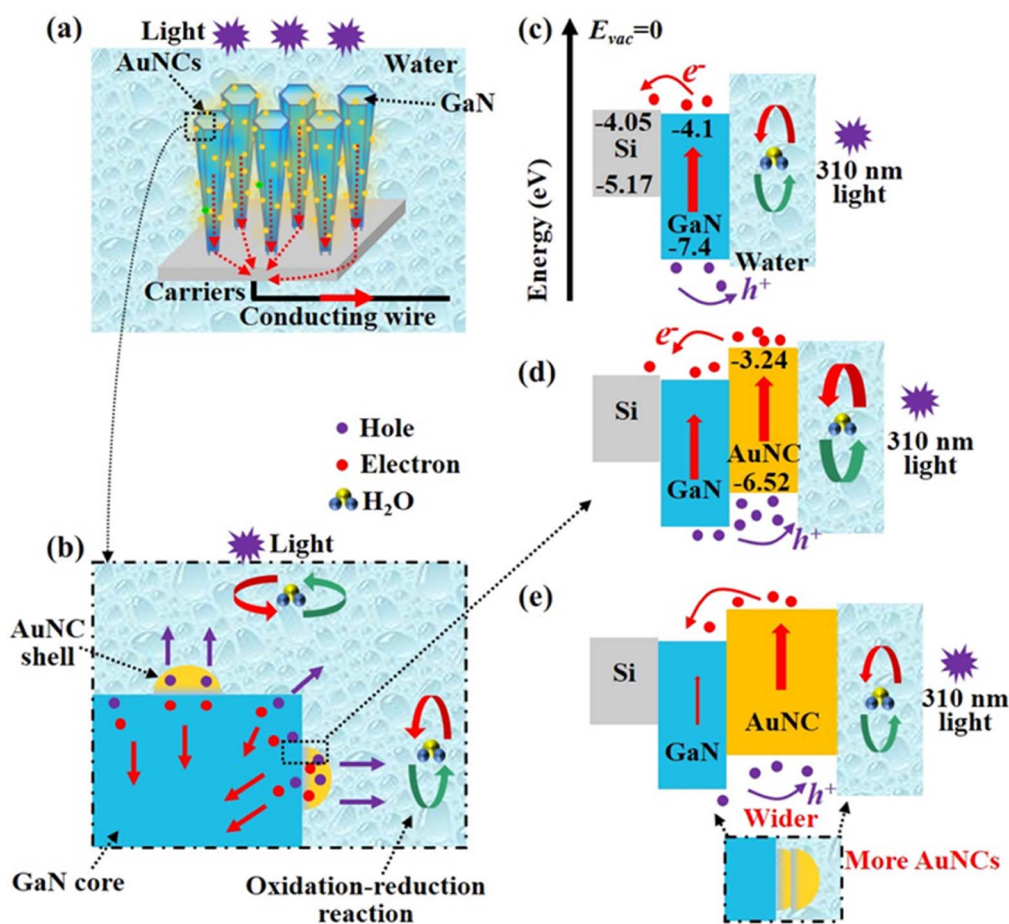 (a)
Light
AuNCs
Water
GaN
Carriers
Conducting wire
Hole
Electron
H₂O
(b)
Light
AuNC
shell
GaN core
Oxidation-reduction
reaction
(c)
Eᵥₐ꜀=0
Energy (eV)
e⁻
-4.05
Si
-5.17
-4.1
GaN
-7.4
Water
h⁺
310 nm
light
(d)
e⁻
Si
GaN
-3.24
AuNC
-6.52
h⁺
310 nm
light
(e)
Si
GaN
AuNC
h⁺
310 nm
light
Wider
More AuNCs